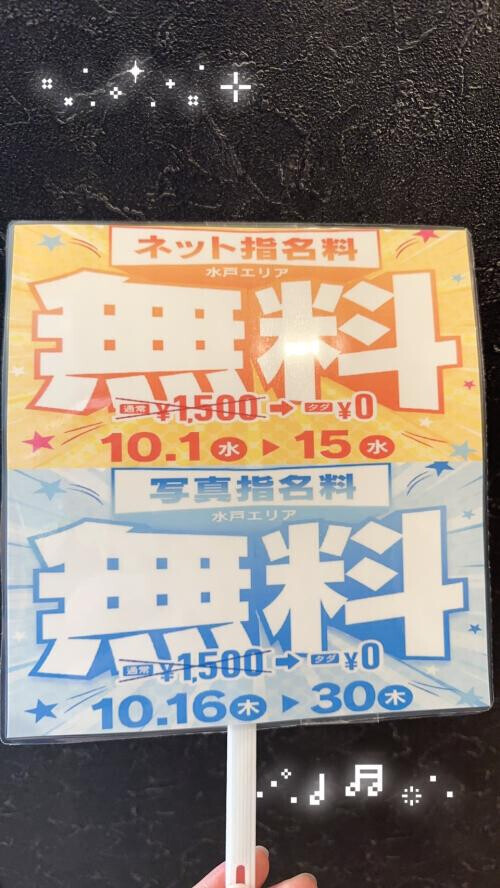 ネット指名料
水戸エリア
無料
通常 ¥1,500 → タダ ¥0
10.1水 ▶ 15水
写真指名料
水戸エリア
無料
通常 ¥1,500 → タダ ¥0
10.16木 ▶ 30木